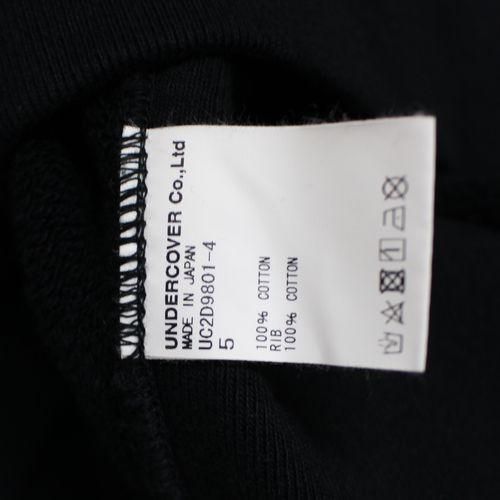 UNDERCOVER Co.,Ltd
MADE IN JAPAN
UC2D9801-4
5
100% COTTON
RIB
100% COTTON